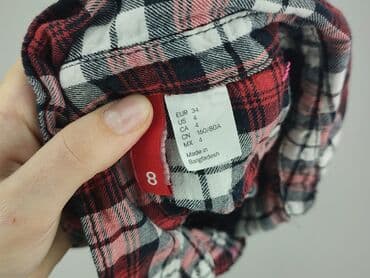 EUR 34
US 4
CA 4
CN 160/80A
MX 4
Made in
Bangladesh
8